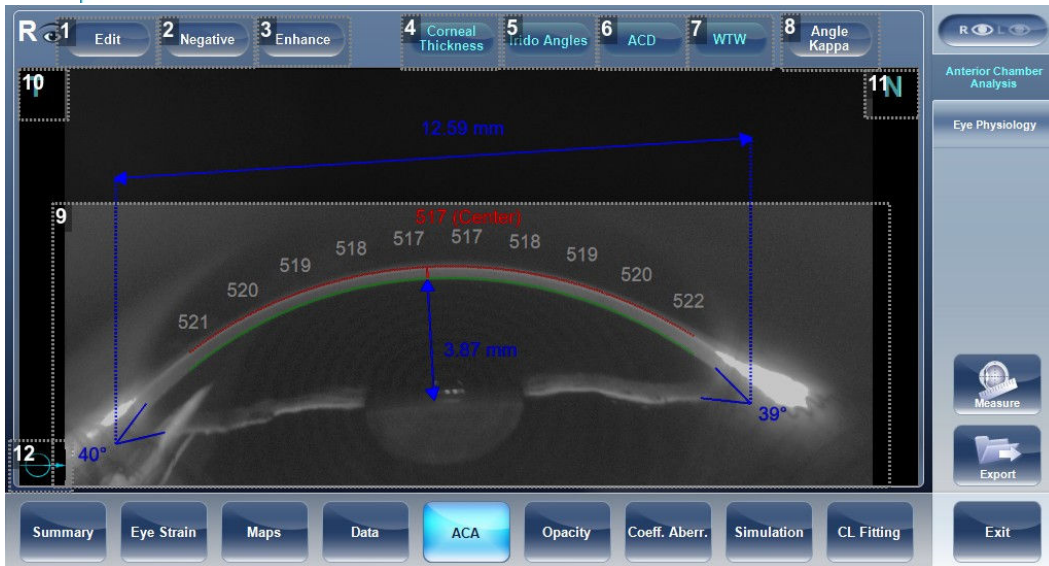 R
1 Edit
2 Negative
3 Enhance
4 Corneal
Thickness
5 Irido Angles
6 ACD
7 WTW
8 Angle
Kappa
R L
Anterior Chamber
Analysis
Eye Physiology
10 T
11 N
12.59 mm
9
517 (Center)
521 520 519 518 517 517 518 519 520 522
3.87 mm
40°
39°
12
Measure
Export
Summary
Eye Strain
Maps
Data
ACA
Opacity
Coeff. Aberr.
Simulation
CL Fitting
Exit